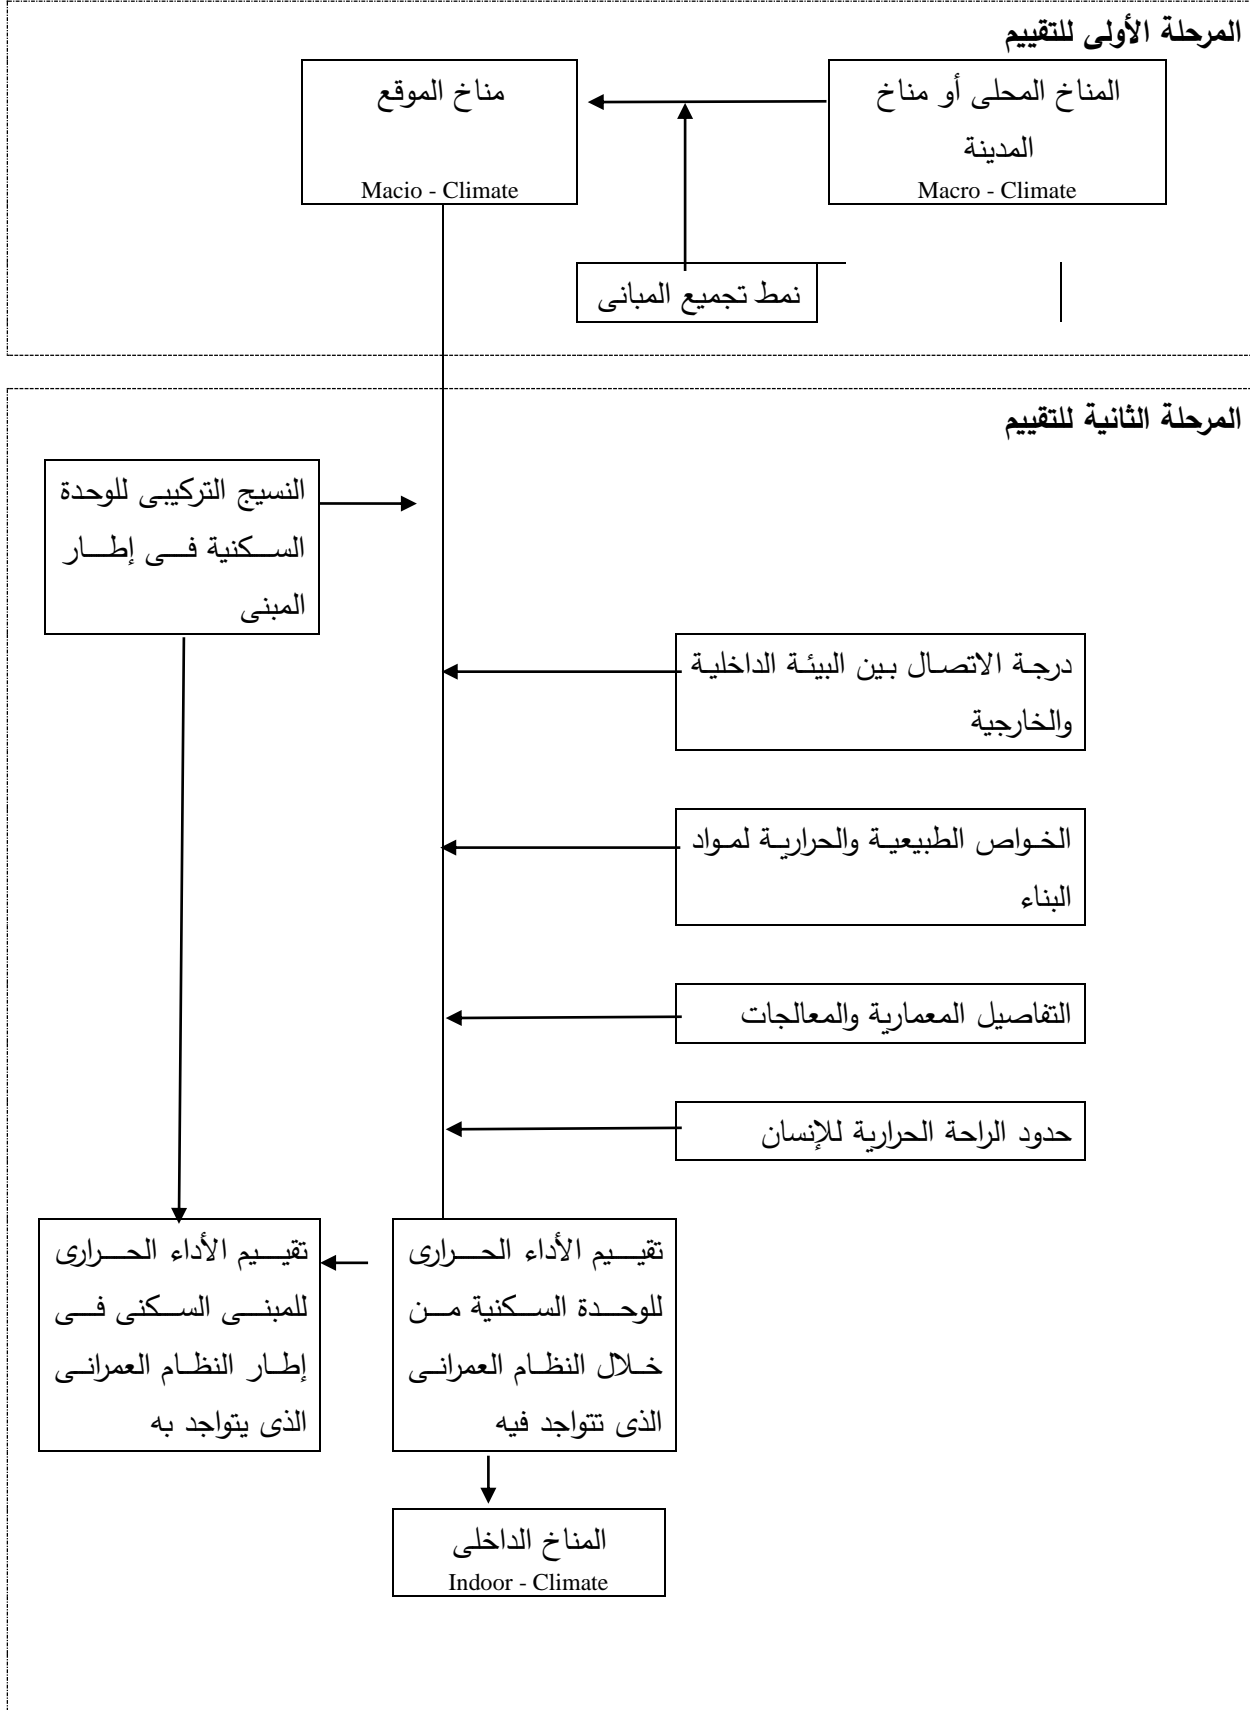 المرحلة الأولى للتقييم
المناخ المحلى أو مناخ
المدينة
Macro - Climate
مناخ الموقع
Macio - Climate
نمط تجميع المبانى
المرحلة الثانية للتقييم
النسيج التركيبى للوحدة
السكنية فى إطار
المبنى
درجة الاتصال بين البيئة الداخلية
والخارجية
الخواص الطبيعية والحرارية لمواد
البناء
التفاصيل المعمارية والمعالجات
حدود الراحة الحرارية للإنسان
تقييم الأداء الحرارى
للوحدة السكنية من
خلال النظام العمرانى
الذى تتواجد فيه
تقييم الأداء الحرارى
للمبنى السكنى فى
إطار النظام العمرانى
الذى يتواجد به
المناخ الداخلى
Indoor - Climate